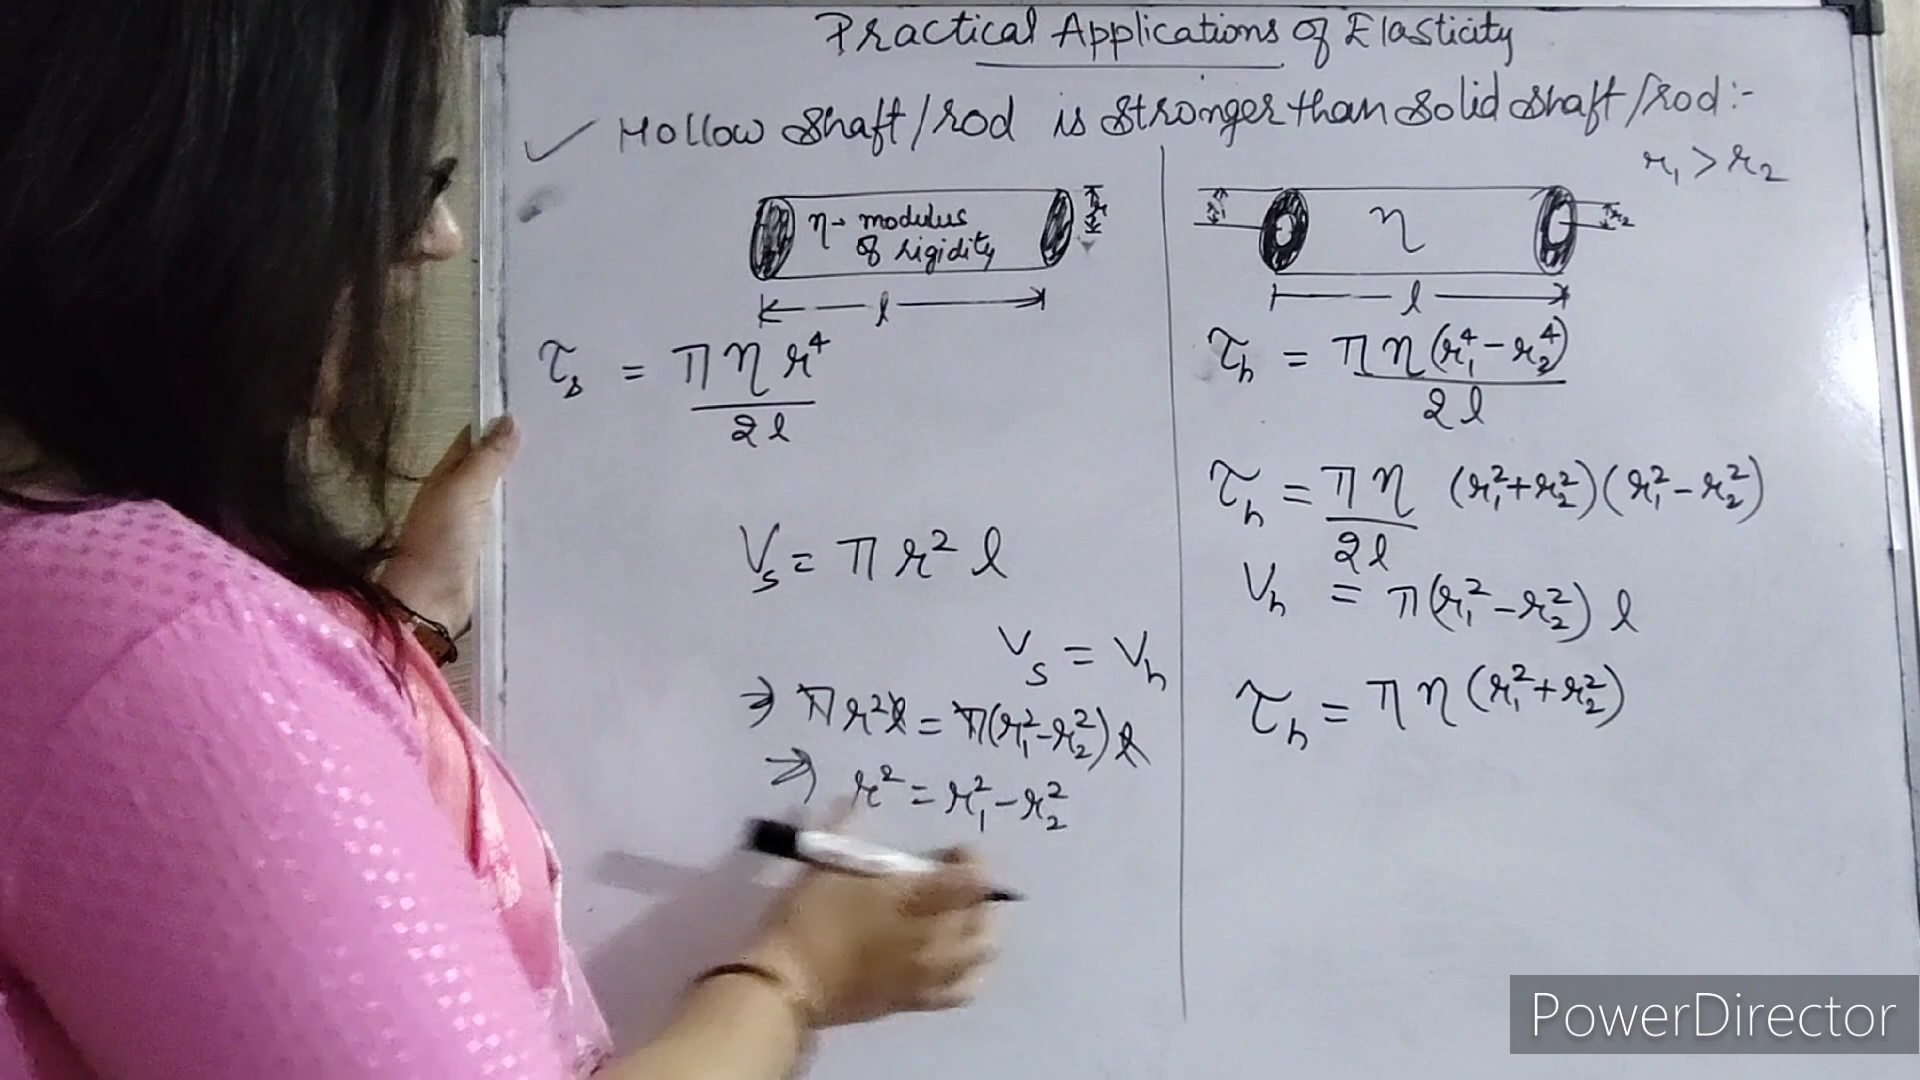 Practical Applications of Elasticity
✓ Hollow shaft/rod is stronger than solid shaft/rod:-
r₁ > r₂
η → modulus
of rigidity
r
l
τₛ = πηr⁴ / 2l
Vₛ = πr²l
Vₛ = Vₕ
⇒ πr²l = π(r₁²-r₂²)l
⇒ r² = r₁²-r₂²
r₁
η
r₂
l
τₕ = πη(r₁⁴-r₂⁴) / 2l
τₕ = πη / 2l (r₁²+r₂²)(r₁²-r₂²)
Vₕ = π(r₁²-r₂²)l
τₕ = πη(r₁²+r₂²)
PowerDirector